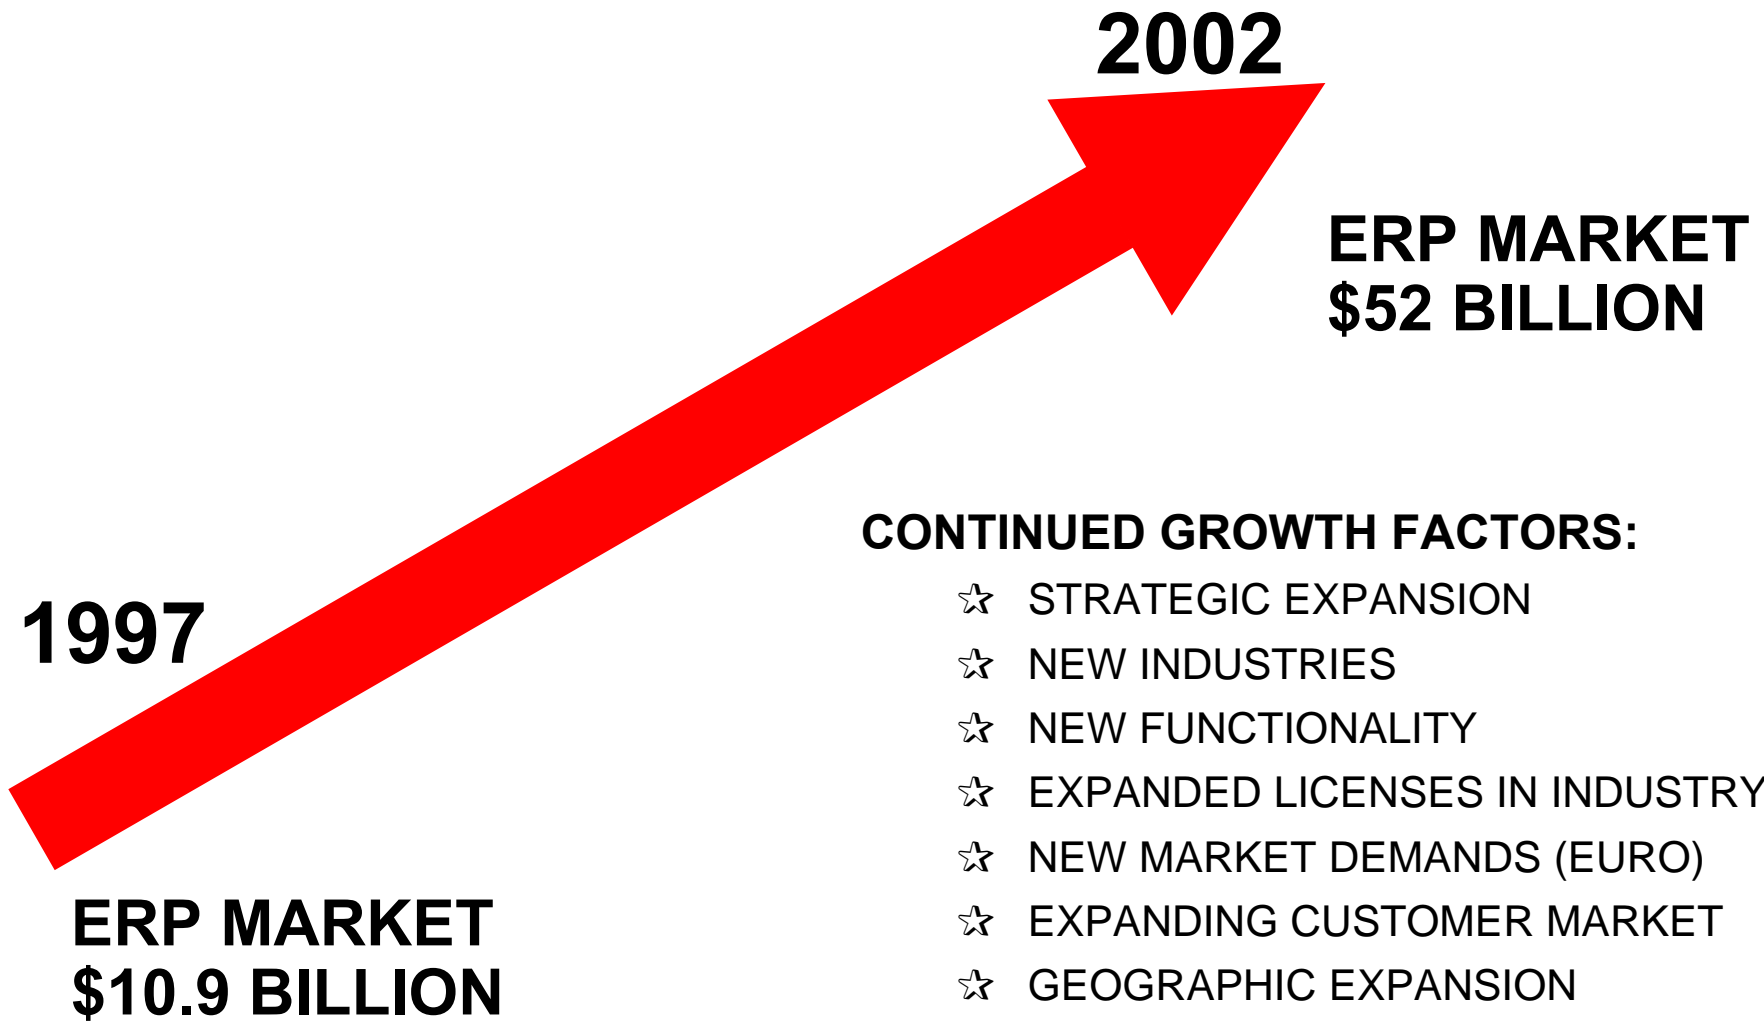 2002
ERP MARKET
$52 BILLION
CONTINUED GROWTH FACTORS:
✰ STRATEGIC EXPANSION
✰ NEW INDUSTRIES
✰ NEW FUNCTIONALITY
✰ EXPANDED LICENSES IN INDUSTRY
✰ NEW MARKET DEMANDS (EURO)
✰ EXPANDING CUSTOMER MARKET
✰ GEOGRAPHIC EXPANSION
1997
ERP MARKET
$10.9 BILLION